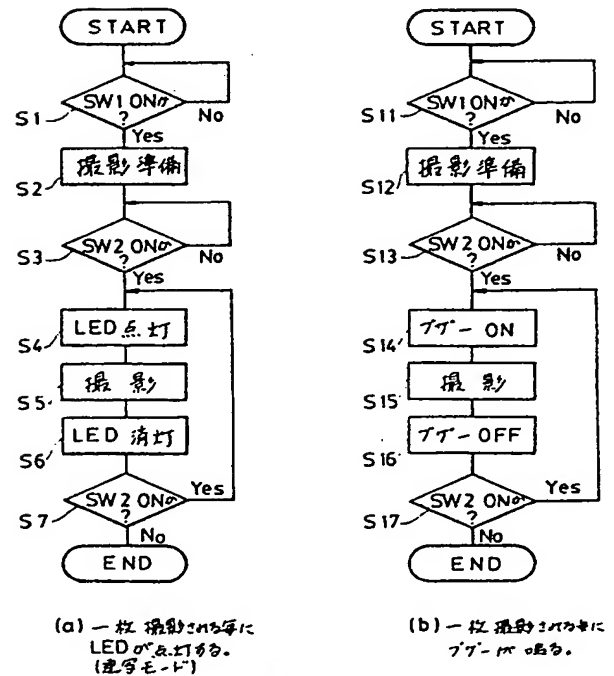 START
SW1 ONか
?
No
S1
Yes
撮影準備
S2
SW2 ONか
?
No
S3
Yes
LED点灯
S4
撮影
S5
LED消灯
S6
SW2 ONか
?
Yes
S7
No
END
(a) 一枚撮影される毎に
LEDが点灯する。
(連写モード)
START
SW1 ONか
?
No
S11
Yes
撮影準備
S12
SW2 ONか
?
No
S13
Yes
ブザー ON
S14
撮影
S15
ブザー OFF
S16
SW2 ONか
?
Yes
S17
No
END
(b) 一枚撮影される毎に
ブザーが鳴る。